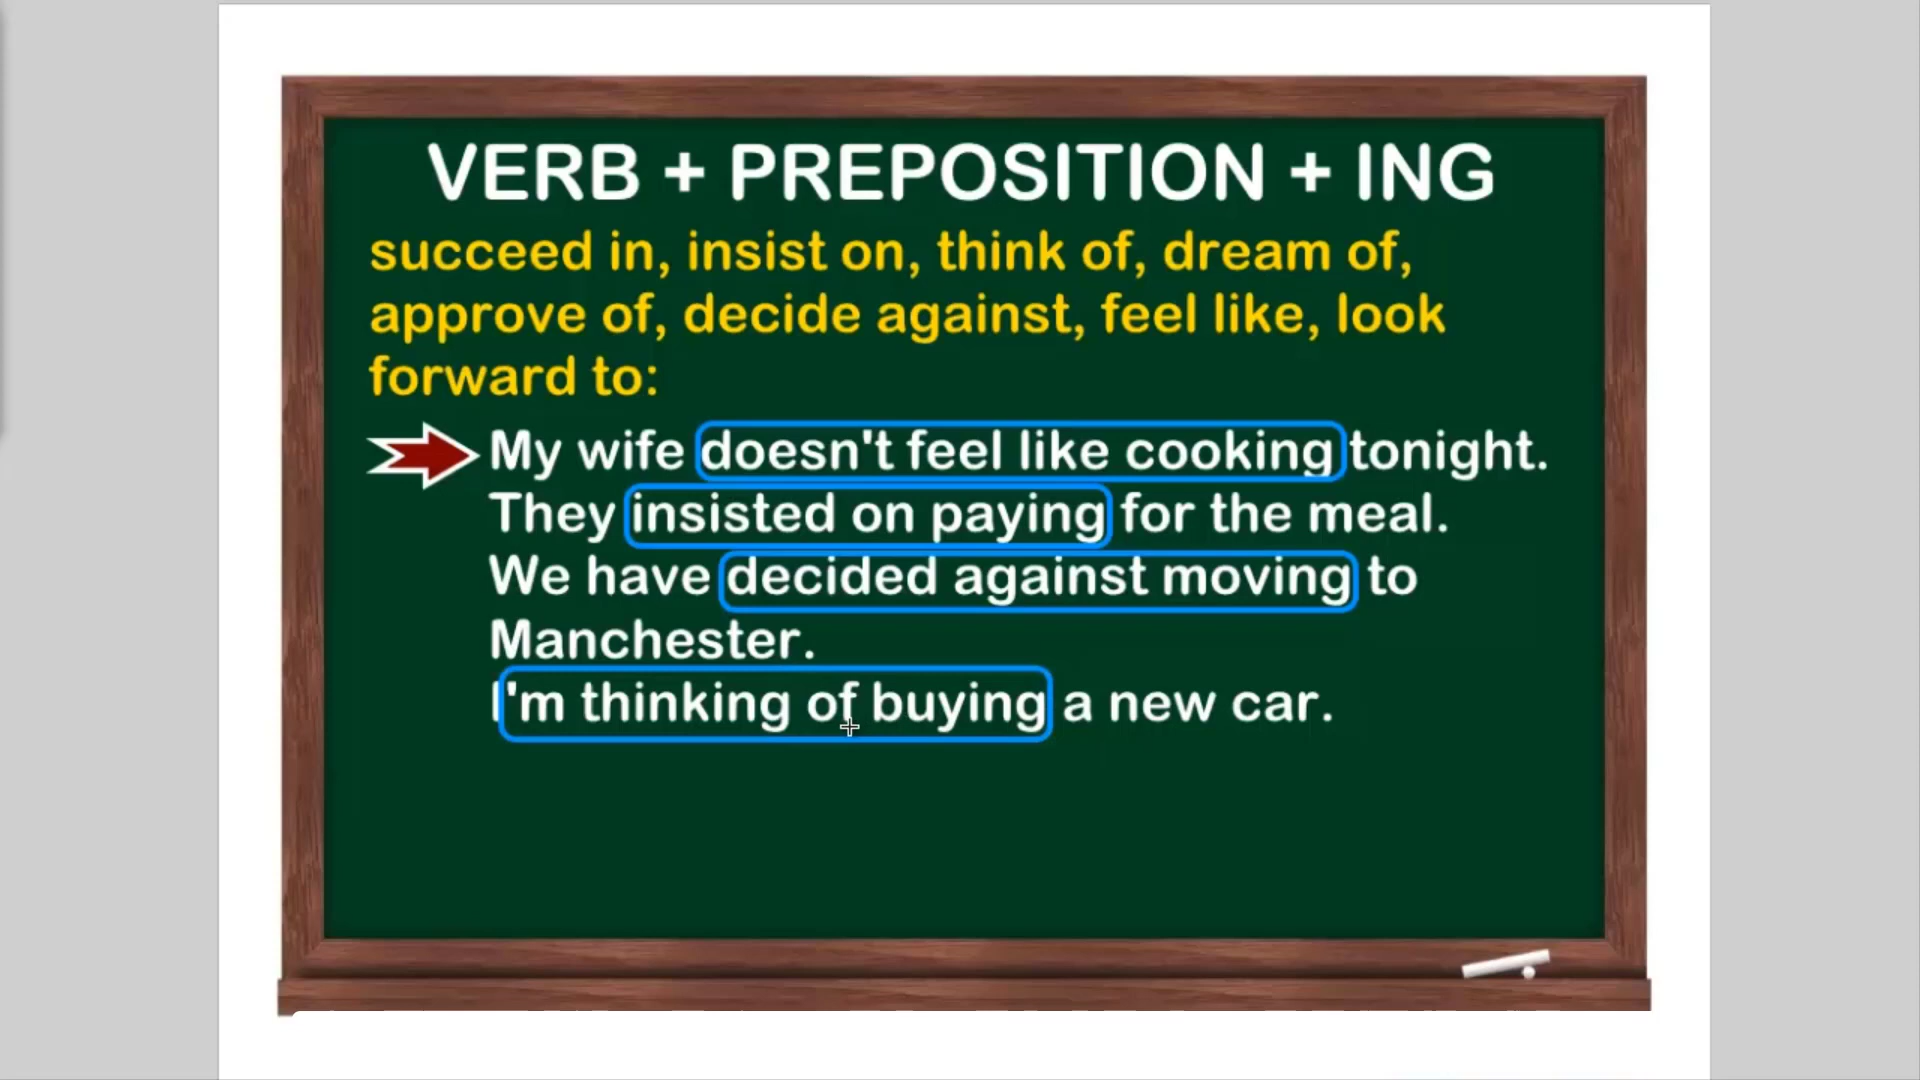 VERB + PREPOSITION + ING
succeed in, insist on, think of, dream of,
approve of, decide against, feel like, look
forward to:
My wife doesn't feel like cooking tonight.
They insisted on paying for the meal.
We have decided against moving to
Manchester.
I'm thinking of buying a new car.